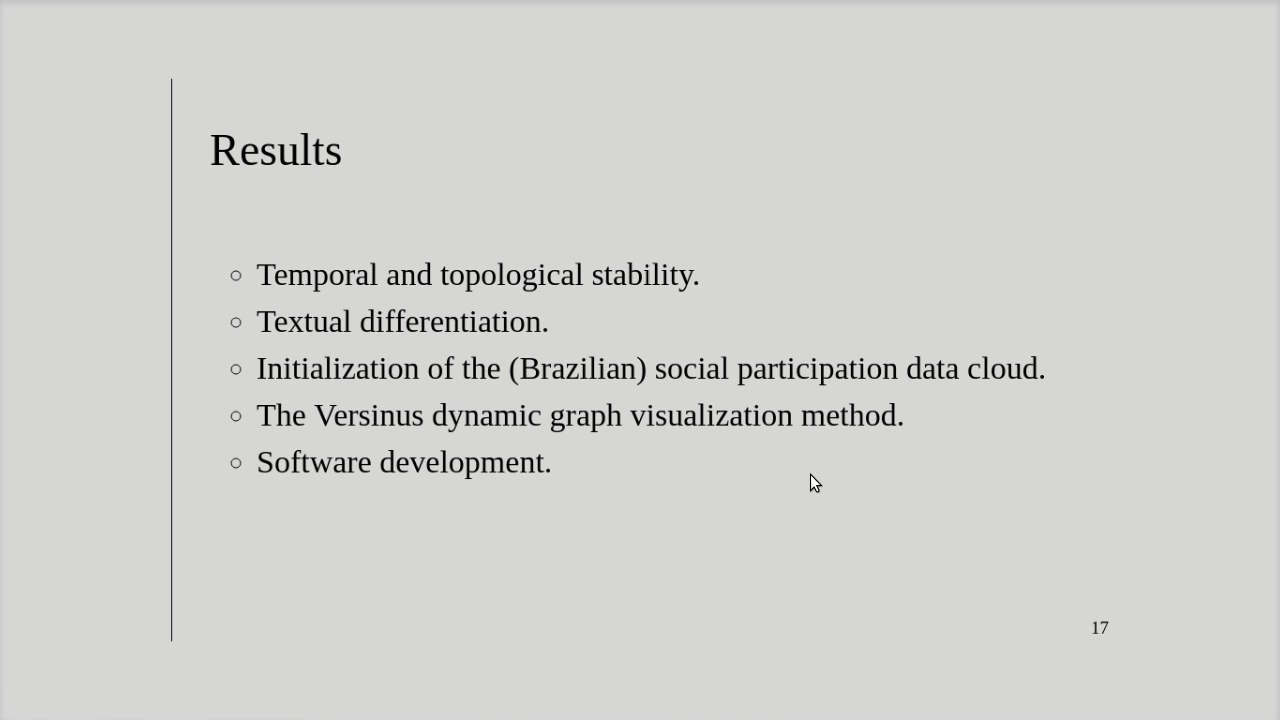 Results
Temporal and topological stability.
Textual differentiation.
Initialization of the (Brazilian) social participation data cloud.
The Versinus dynamic graph visualization method.
Software development.
17